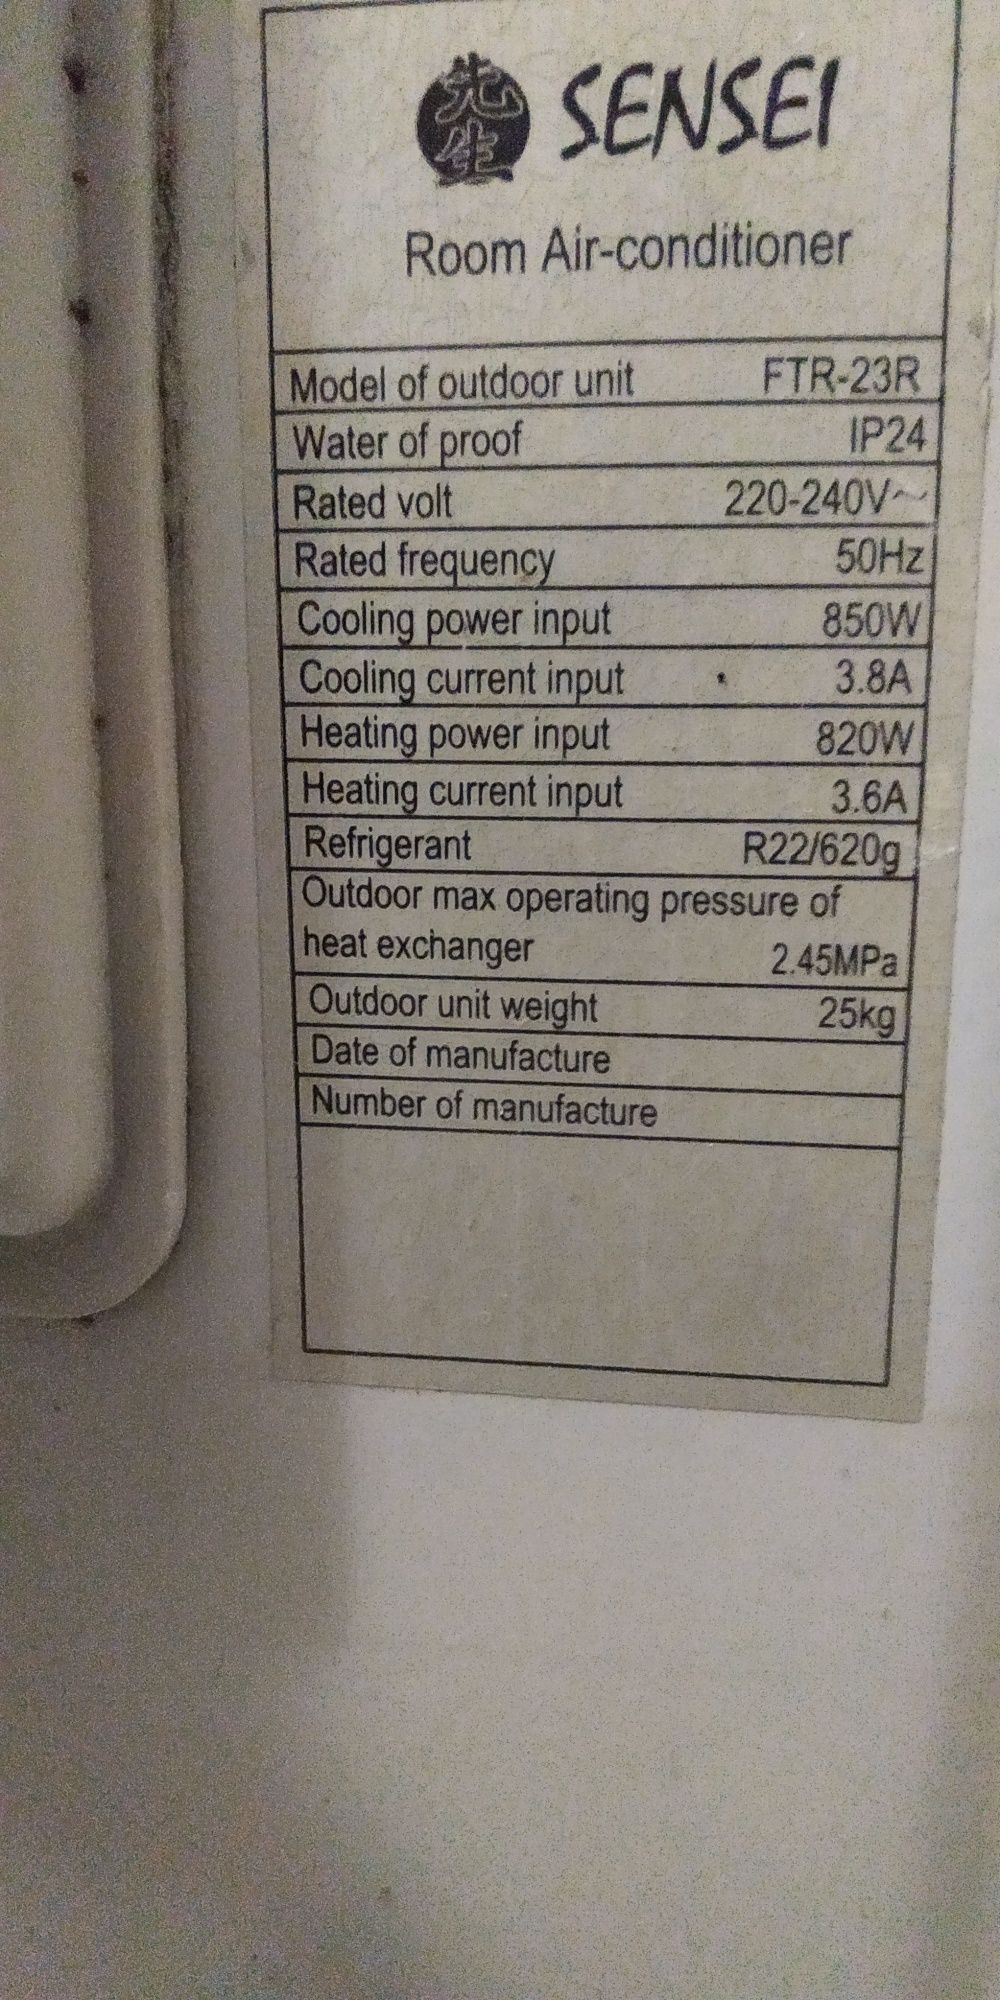 先生 SENSEI
Room Air-conditioner
Model of outdoor unit FTR-23R
Water of proof IP24
Rated volt 220-240V~
Rated frequency 50Hz
Cooling power input 850W
Cooling current input 3.8A
Heating power input 820W
Heating current input 3.6A
Refrigerant R22/620g
Outdoor max operating pressure of
heat exchanger 2.45MPa
Outdoor unit weight 25kg
Date of manufacture
Number of manufacture